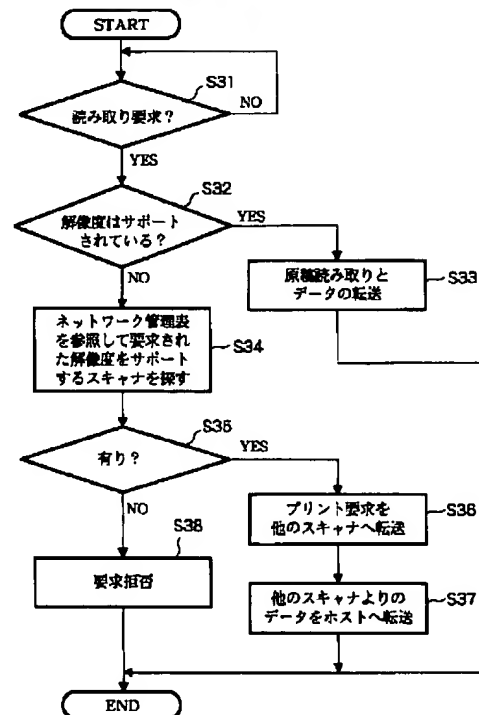 START
S31
読み取り要求？
NO
YES
S32
解像度はサポート
されている？
YES
NO
原稿読み取りと
データの転送
S33
ネットワーク管理表
を参照して要求され
た解像度をサポート
するスキャナを探す
S34
S35
有り？
YES
NO
プリント要求を
他のスキャナへ転送
S36
S38
要求拒否
他のスキャナよりの
データをホストへ転送
S37
END